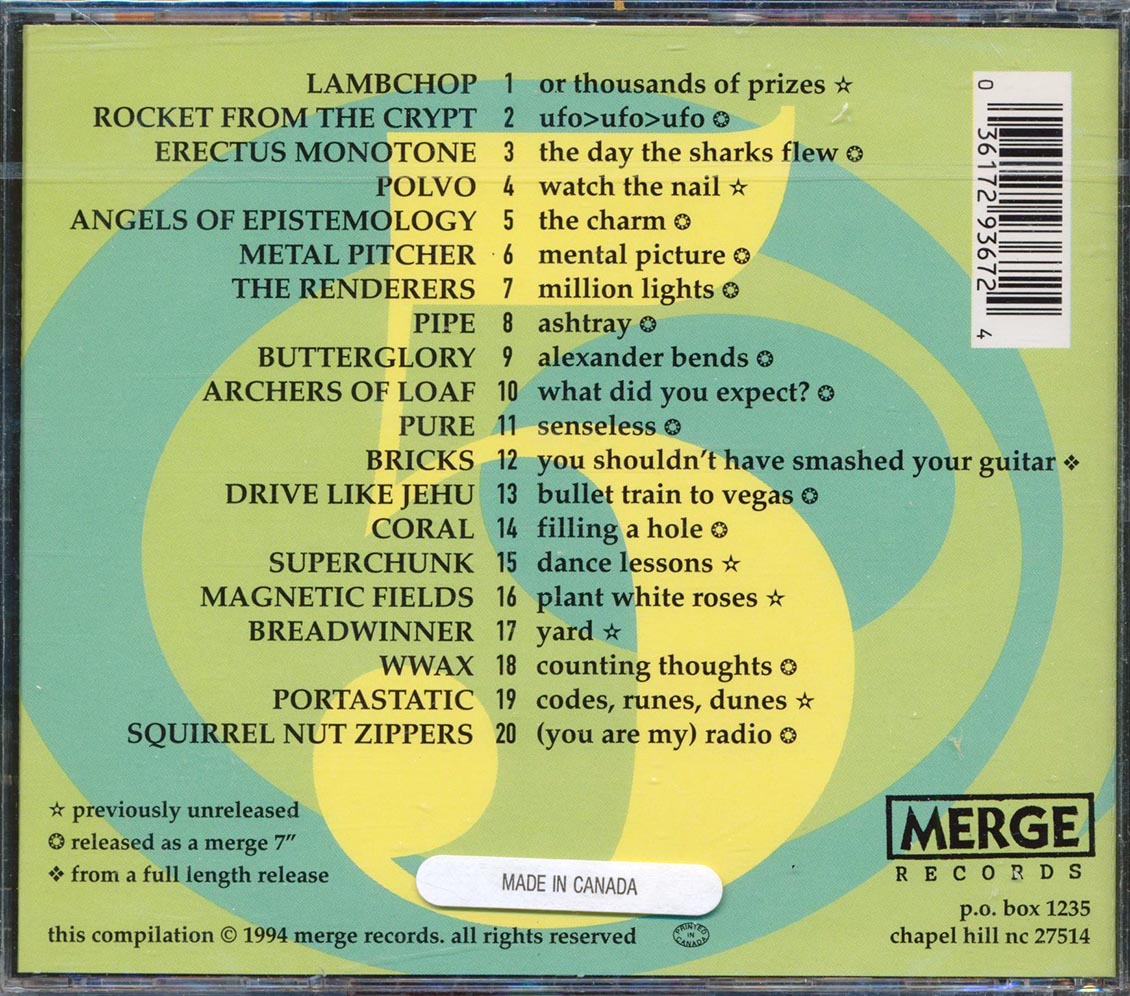 LAMBCHOP 1 or thousands of prizes ☆
ROCKET FROM THE CRYPT 2 ufo>ufo>ufo ✪
ERECTUS MONOTONE 3 the day the sharks flew ✪
POLVO 4 watch the nail ☆
ANGELS OF EPISTEMOLOGY 5 the charm ✪
METAL PITCHER 6 mental picture ✪
THE RENDERERS 7 million lights ✪
PIPE 8 ashtray ✪
BUTTERGLORY 9 alexander bends ✪
ARCHERS OF LOAF 10 what did you expect? ✪
PURE 11 senseless ✪
BRICKS 12 you shouldn't have smashed your guitar ❖
DRIVE LIKE JEHU 13 bullet train to vegas ✪
CORAL 14 filling a hole ✪
SUPERCHUNK 15 dance lessons ☆
MAGNETIC FIELDS 16 plant white roses ☆
BREADWINNER 17 yard ☆
WWAX 18 counting thoughts ✪
PORTASTATIC 19 codes, runes, dunes ☆
SQUIRREL NUT ZIPPERS 20 (you are my) radio ✪
0 36172 93672 4
☆ previously unreleased
✪ released as a merge 7"
❖ from a full length release
this compilation © 1994 merge records. all rights reserved
MADE IN CANADA
PRINTED
IN
CANADA
MERGE
RECORDS
p.o. box 1235
chapel hill nc 27514